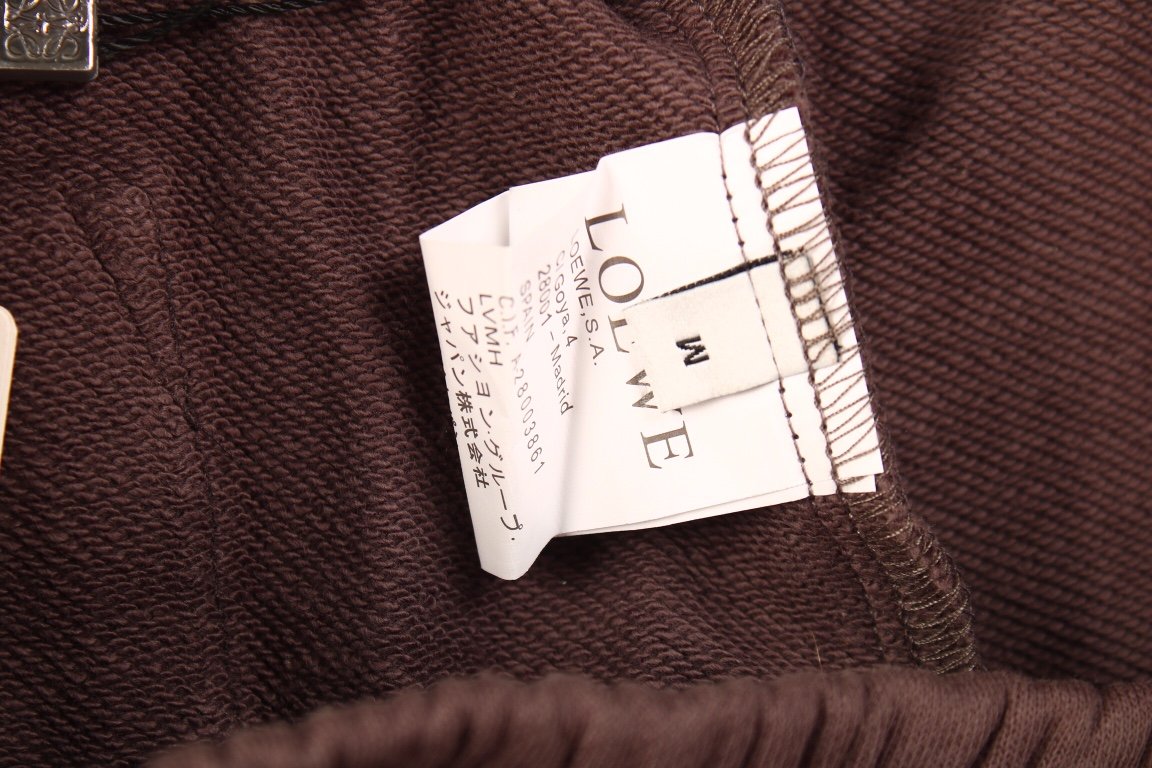 LOEWE
LOEWE, S.A.
C/Goya, 4
28001 - Madrid
SPAIN
C.I.F. A28003861
LVMH
ファション・グループ・
ジャパン株式会社
M